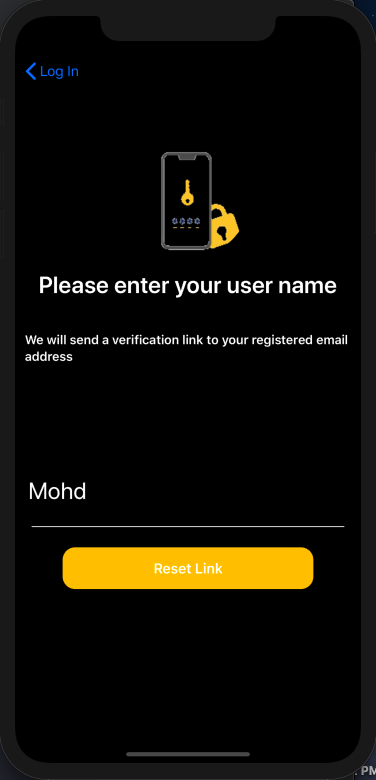 Log In
Please enter your user name
We will send a verification link to your registered email
address
Mohd
Reset Link
PM